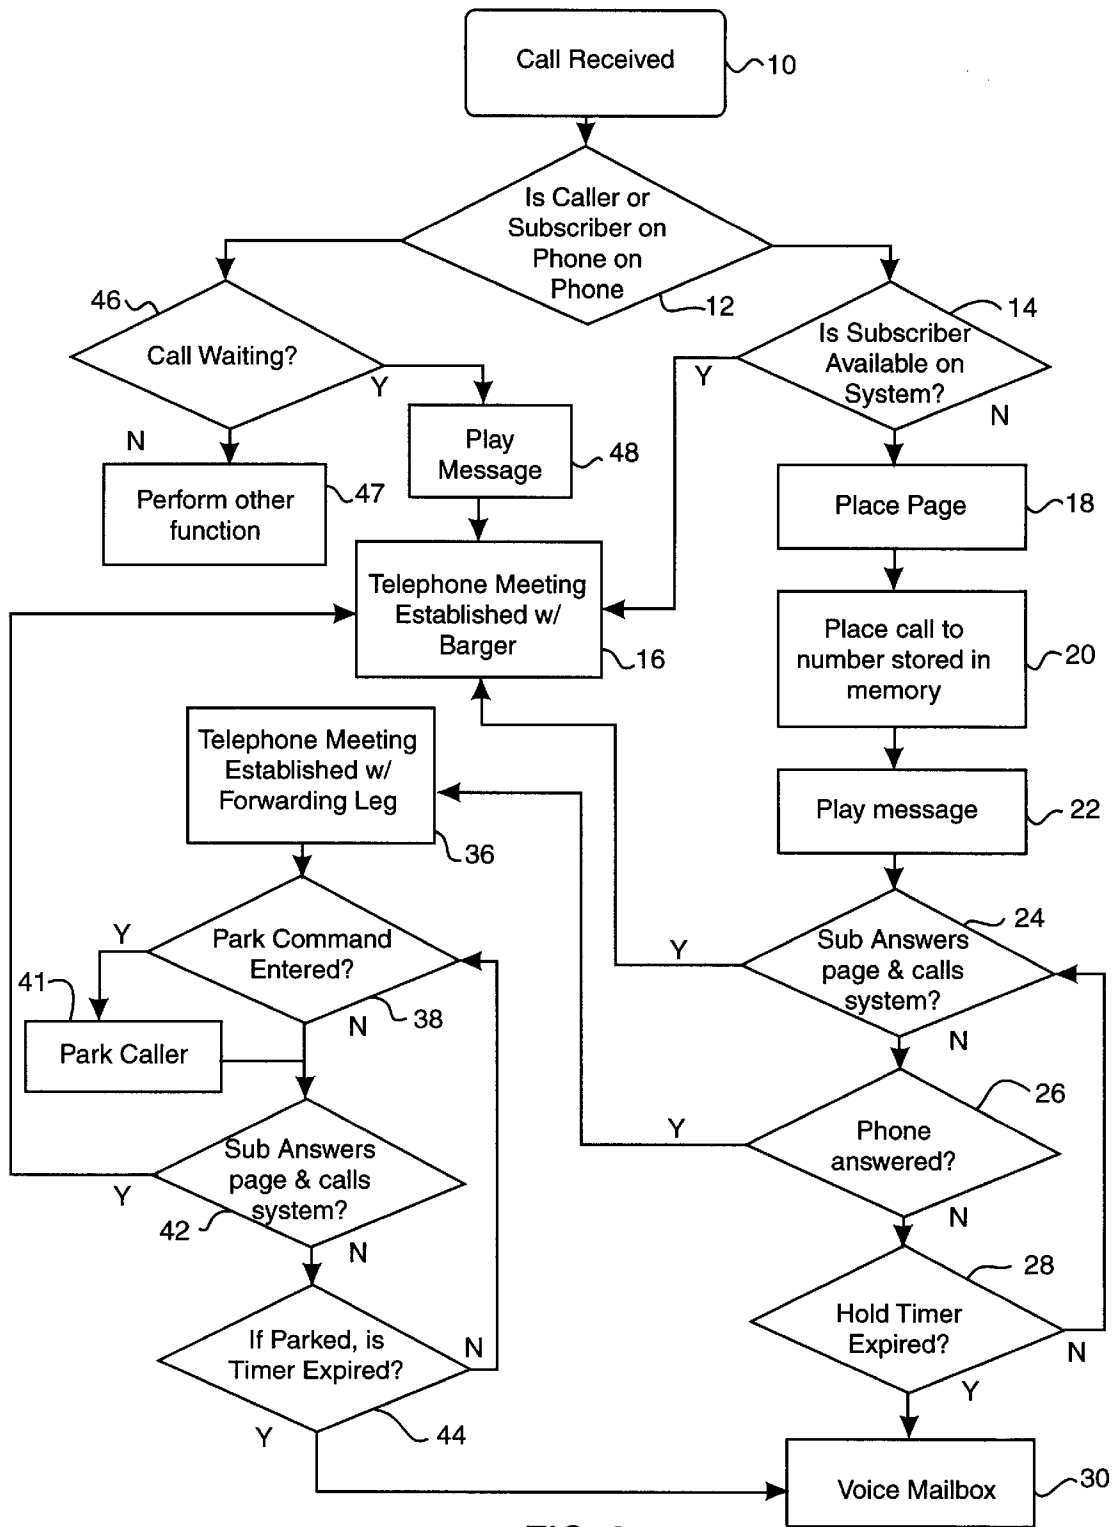 Call Received
10
Is Caller or
Subscriber on
Phone on
Phone
12
46
Call Waiting?
Y
N
14
Is Subscriber
Available on
System?
Y
N
Play
Message
48
Perform other
function
47
Place Page
18
Telephone Meeting
Established w/
Barger
16
Place call to
number stored in
memory
20
Telephone Meeting
Established w/
Forwarding Leg
36
Play message
22
Park Command
Entered?
Y
N
38
41
Park Caller
24
Sub Answers
page & calls
system?
Y
N
26
Phone
answered?
Y
N
Sub Answers
page & calls
system?
Y
42
N
28
Hold Timer
Expired?
N
Y
If Parked, is
Timer Expired?
N
Y
44
Voice Mailbox
30